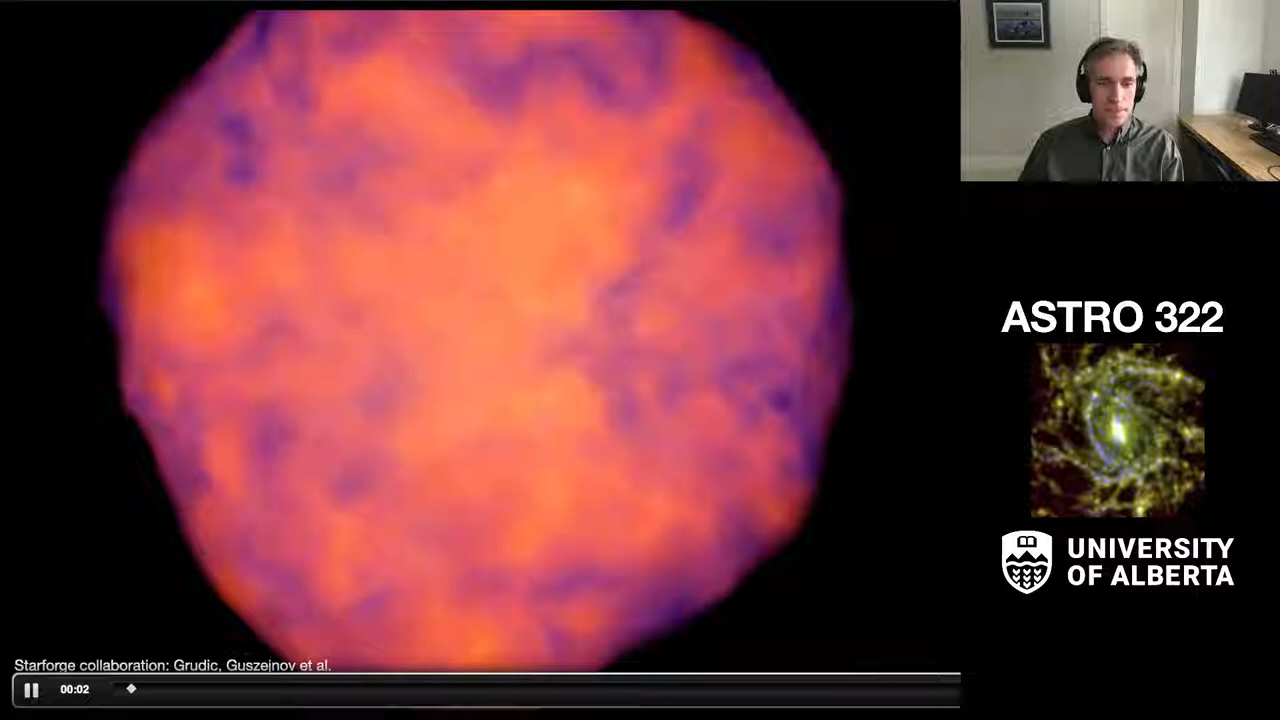 ASTRO 322
UNIVERSITY
OF ALBERTA
Starforge collaboration: Grudic, Guszejnov et al.
00:02